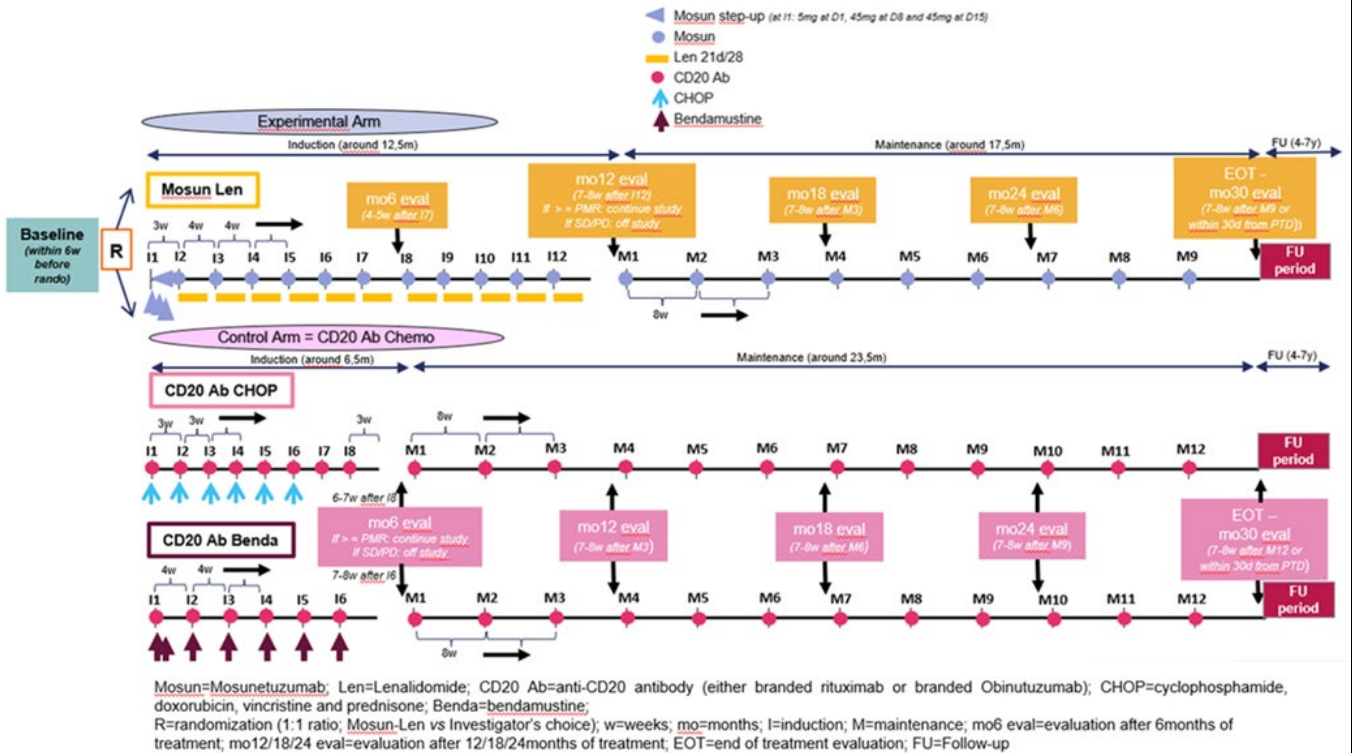 Mosun step-up (at I1: 5mg at D1, 45mg at D8 and 45mg at D15)
Mosun
Len 21d/28
CD20 Ab
CHOP
Bendamustine
Experimental Arm
Induction (around 12,5m)
Maintenance (around 17,5m)
FU (4-7y)
Mosun Len
mo6 eval
(4-5w after I7)
mo12 eval
(7-8w after I12)
If > = PMR: continue study
If SD/PD: off study
mo18 eval
(7-8w after M3)
mo24 eval
(7-8w after M6)
EOT –
mo30 eval
(7-8w after M9 or
within 30d from PTD))
Baseline
(within 6w
before
rando)
R
3w 4w 4w
I1 I2 I3 I4 I5 I6 I7 I8 I9 I10 I11 I12 M1 M2 M3 M4 M5 M6 M7 M8 M9
FU
period
8w
Control Arm = CD20 Ab Chemo
Induction (around 6,5m)
Maintenance (around 23,5m)
FU (4-7y)
CD20 Ab CHOP
3w 3w 3w 8w
I1 I2 I3 I4 I5 I6 I7 I8 M1 M2 M3 M4 M5 M6 M7 M8 M9 M10 M11 M12
FU
period
6-7w after I8
mo6 eval
If > = PMR: continue study
If SD/PD: off study
7-8w after I6
mo12 eval
(7-8w after M3)
mo18 eval
(7-8w after M6)
mo24 eval
(7-8w after M9)
EOT –
mo30 eval
(7-8w after M12 or
within 30d from PTD)
CD20 Ab Benda
4w 4w
I1 I2 I3 I4 I5 I6 M1 M2 M3 M4 M5 M6 M7 M8 M9 M10 M11 M12
FU
period
8w
Mosun=Mosunetuzumab; Len=Lenalidomide; CD20 Ab=anti-CD20 antibody (either branded rituximab or branded Obinutuzumab); CHOP=cyclophosphamide,
doxorubicin, vincristine and prednisone; Benda=bendamustine;
R=randomization (1:1 ratio; Mosun-Len vs Investigator's choice); w=weeks; mo=months; I=induction; M=maintenance; mo6 eval=evaluation after 6months of
treatment; mo12/18/24 eval=evaluation after 12/18/24months of treatment; EOT=end of treatment evaluation; FU=Follow-up